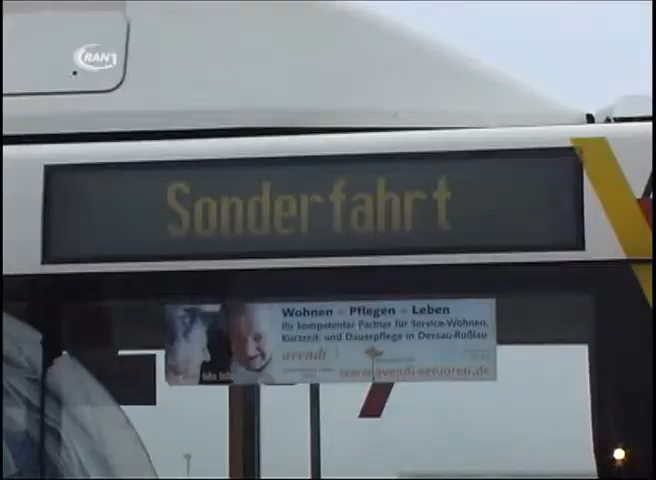 RAN1
Sonderfahrt
Wohnen - Pflegen - Leben
Ihr kompetenter Partner für Service-Wohnen,
Kurzzeit- und Dauerpflege in Dessau-Roßlau
avendi
www.avendi-senioren.de